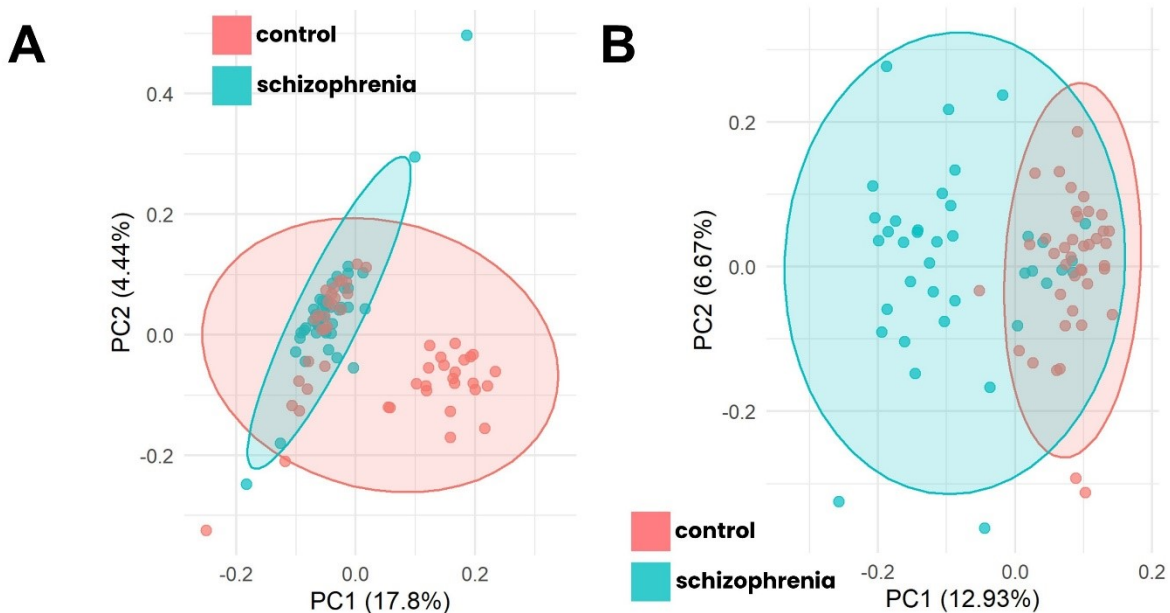 A
control
schizophrenia
0.4
0.2
0.0
-0.2
PC2 (4.44%)
-0.2
0.0
0.2
PC1 (17.8%)
B
0.2
0.0
-0.2
PC2 (6.67%)
control
schizophrenia
-0.2
0.0
0.2
PC1 (12.93%)